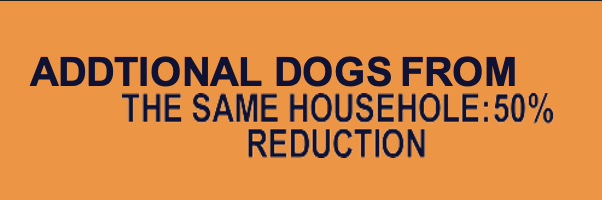 ADDTIONAL DOGS FROM
THE SAME HOUSEHOLE: 50%
REDUCTION